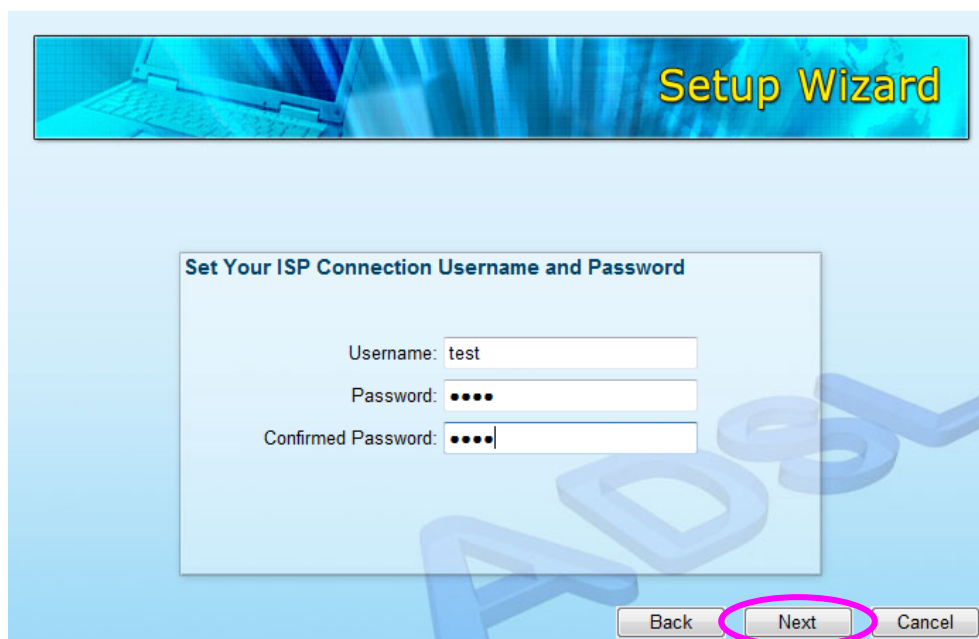 Setup Wizard
Set Your ISP Connection Username and Password
Username: test
Password: ●●●●
Confirmed Password: ●●●●
ADSL
Back Next Cancel